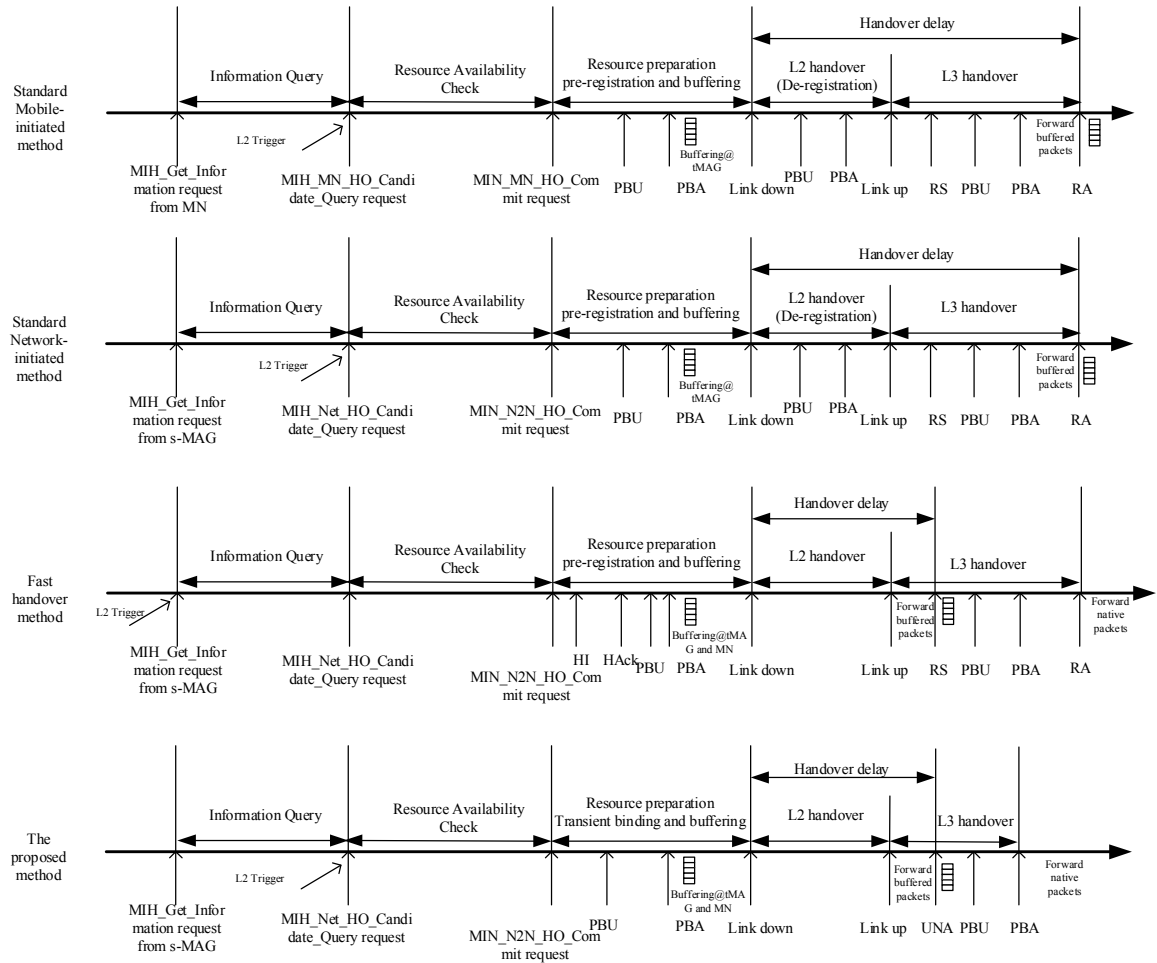 Handover delay
Information Query
Resource Availability
Check
Resource preparation
pre-registration and buffering
L2 handover
(De-registration)
L3 handover
Standard
Mobile-
initiated
method
L2 Trigger
Buffering@
tMAG
Forward
buffered
packets
MIH_Get_Infor
mation request
from MN
MIH_MN_HO_Candi
date_Query request
MIN_MN_HO_Com
mit request
PBU
PBA
Link down
PBU
PBA
Link up
RS
PBU
PBA
RA
Handover delay
Information Query
Resource Availability
Check
Resource preparation
pre-registration and buffering
L2 handover
(De-registration)
L3 handover
Standard
Network-
initiated
method
L2 Trigger
Buffering@
tMAG
Forward
buffered
packets
MIH_Get_Infor
mation request
from s-MAG
MIH_Net_HO_Candi
date_Query request
MIN_N2N_HO_Com
mit request
PBU
PBA
Link down
PBU
PBA
Link up
RS
PBU
PBA
RA
Handover delay
Information Query
Resource Availability
Check
Resource preparation
pre-registration and buffering
L2 handover
L3 handover
Fast
handover
method
L2 Trigger
Buffering@tMA
G and MN
Forward
buffered
packets
Forward
native
packets
MIH_Get_Infor
mation request
from s-MAG
MIH_Net_HO_Candi
date_Query request
MIN_N2N_HO_Com
mit request
HI
HAck
PBU
PBA
Link down
Link up
RS
PBU
PBA
RA
Handover delay
Information Query
Resource Availability
Check
Resource preparation
Transient binding and buffering
L2 handover
L3 handover
The
proposed
method
L2 Trigger
Buffering@tMA
G and MN
Forward
buffered
packets
Forward
native
packets
MIH_Get_Infor
mation request
from s-MAG
MIH_Net_HO_Candi
date_Query request
MIN_N2N_HO_Com
mit request
PBU
PBA
Link down
Link up
UNA
PBU
PBA